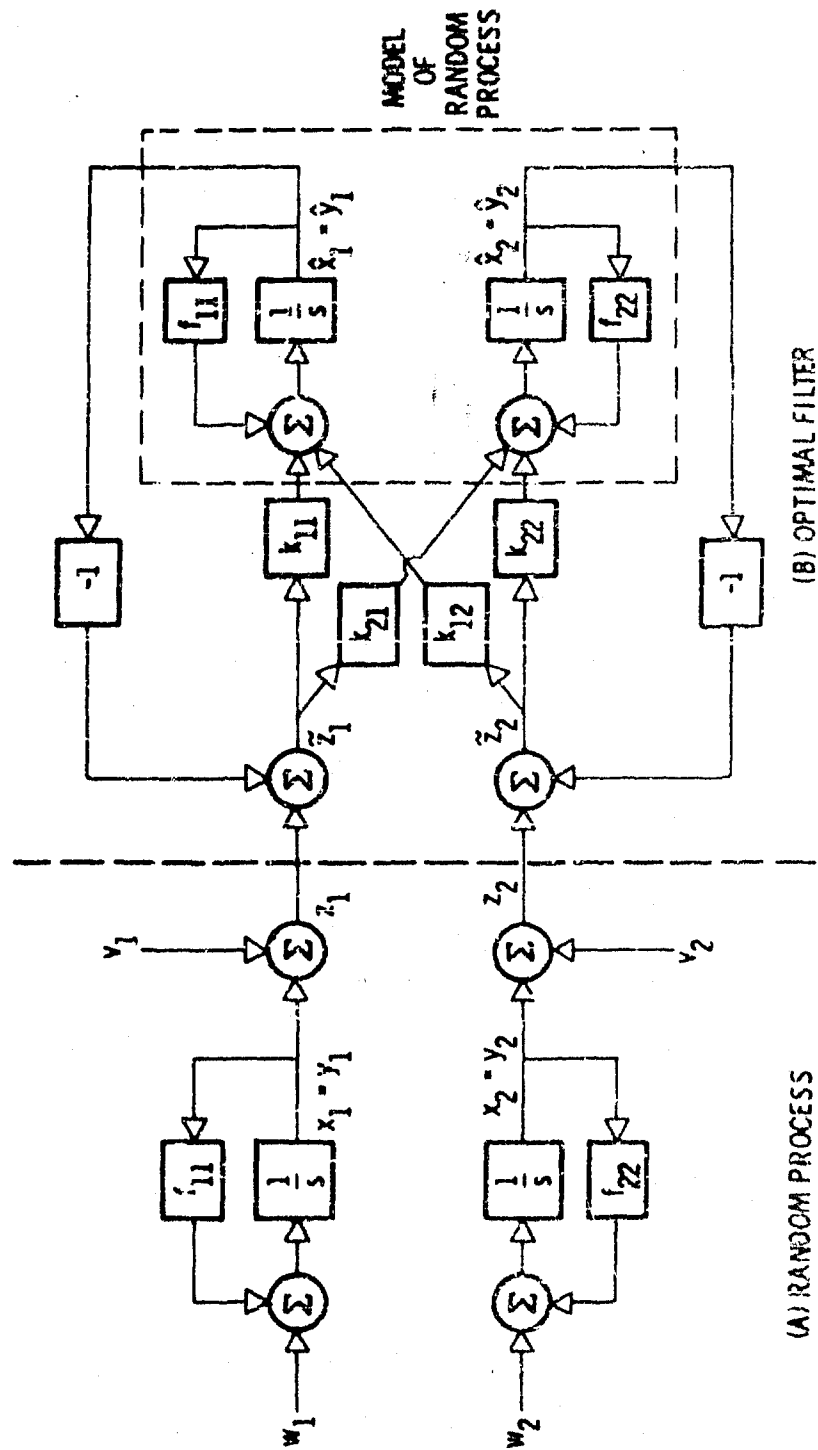 w1
f11
1/s
x1 = y1
v1
z1
z̃1
-1
k11
k21
f11
1/s
x̂1 = ŷ1
MODEL
OF
RANDOM
PROCESS
w2
1/s
f22
x2 = y2
v2
z2
z̃2
k12
k22
-1
1/s
f22
x̂2 = ŷ2
Σ
Σ
Σ
Σ
Σ
Σ
Σ
Σ
(A) RANDOM PROCESS
(B) OPTIMAL FILTER